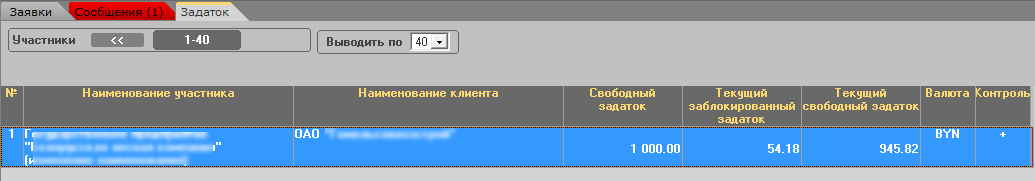 Заявки Сообщения (1) Задаток
Участники << 1-40 Выводить по 40
№ Наименование участника Наименование клиента Свободный задаток Текущий заблокированный задаток Текущий свободный задаток Валюта Контроль
1 ОАО 1 000.00 54.18 945.82 BYN +